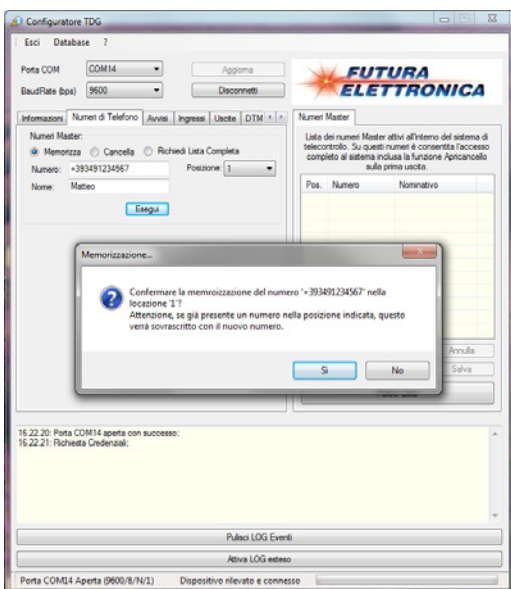 Configuratore TDG
Esci Database ?
Porta COM COM14 Aggiorna
BaudRate (bps) 9600 Disconnetti
FUTURA
ELETTRONICA
Informazioni Numeri di Telefono Avvisi Ingressi Uscite DTM
Numeri Master:
Memorizza Cancella Richiedi Lista Completa
Numero: +393491234567 Posizione: 1
Nome: Matteo
Esegui
Numeri Master
Lista dei numeri Master attivi all'interno del sistema di
telecontrollo. Su questi numeri è consentita l'accesso
completo al sistema inclusa la funzione Apricancello
sulla prima uscita.
Pos. Numero Nominativo
Memorizzazione...
Confermare la memroizzazione del numero '+393491234567' nella
locazione '1'?
Attenzione, se già presente un numero nella posizione indicata, questo
verrà sovrascritto con il nuovo numero.
Sì No
Annulla
Salva
16.22.20: Porta COM14 aperta con successo;
16.22.21: Richiesta Credenziali;
Pulisci LOG Eventi
Attiva LOG esteso
Porta COM14 Aperta (9600/8/N/1) Dispositivo rilevato e connesso